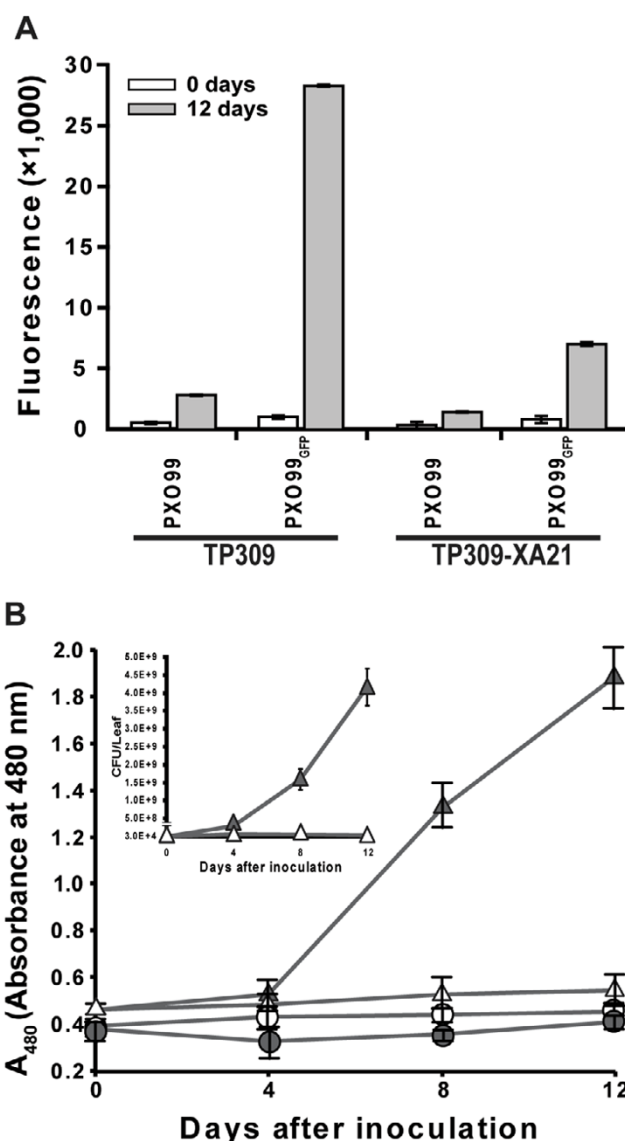 A
Fluorescence (×1,000)
30
25
20
15
10
5
0
0 days
12 days
PXO99
PXO99GFP
PXO99
PXO99GFP
TP309
TP309-XA21
B
A480 (Absorbance at 480 nm)
2.0
1.8
1.6
1.4
1.2
1.0
0.8
0.6
0.4
0.2
0
4
8
12
Days after inoculation
CFU/Leaf
5.0E+9
4.5E+9
4.0E+9
3.5E+9
3.0E+9
2.5E+9
2.0E+9
1.5E+9
1.0E+9
5.0E+8
3.0E+4
0
4
8
12
Days after inoculation